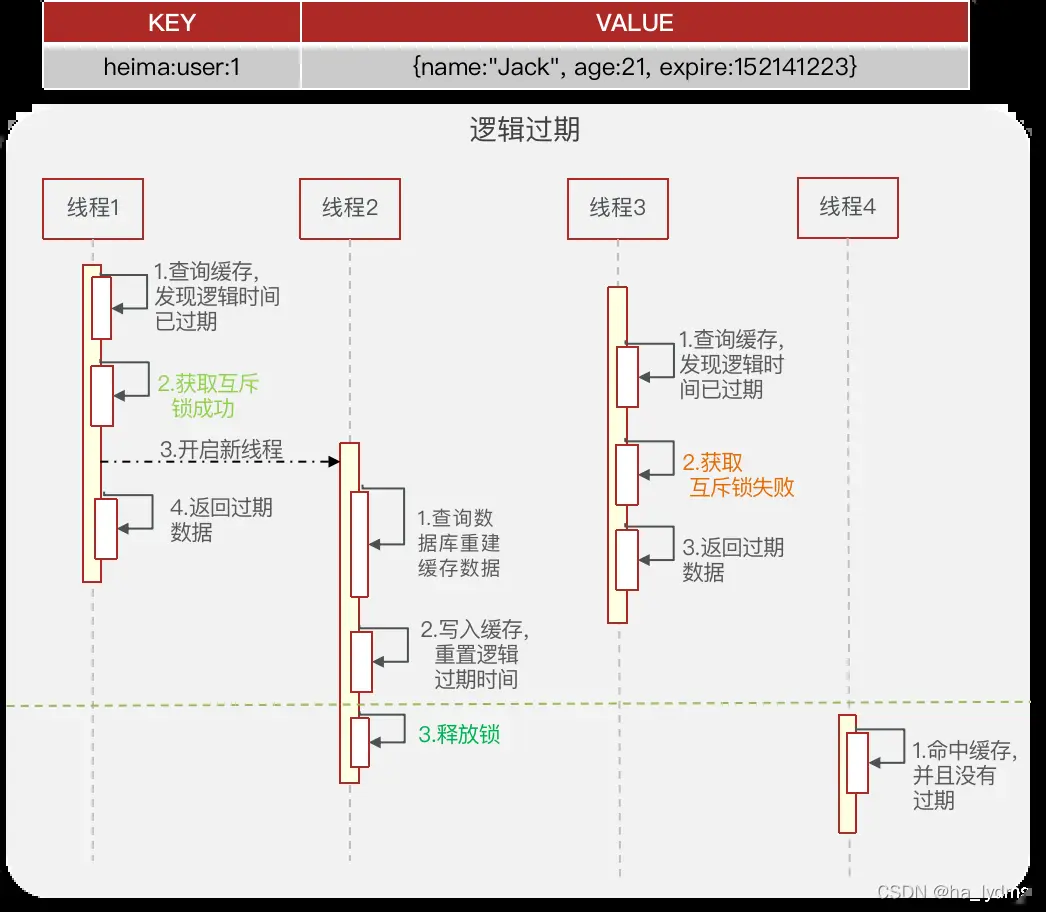 KEY VALUE
heima:user:1 {name:"Jack", age:21, expire:152141223}
逻辑过期
线程1 线程2 线程3 线程4
1.查询缓存,
发现逻辑时间
已过期
2.获取互斥
锁成功
3.开启新线程
4.返回过期
数据
1.查询数
据库重建
缓存数据
2.写入缓存,
重置逻辑
过期时间
3.释放锁
1.查询缓存,
发现逻辑时
间已过期
2.获取
互斥锁失败
3.返回过期
数据
1.命中缓存,
并且没有
过期
CSDN @ha_lydms